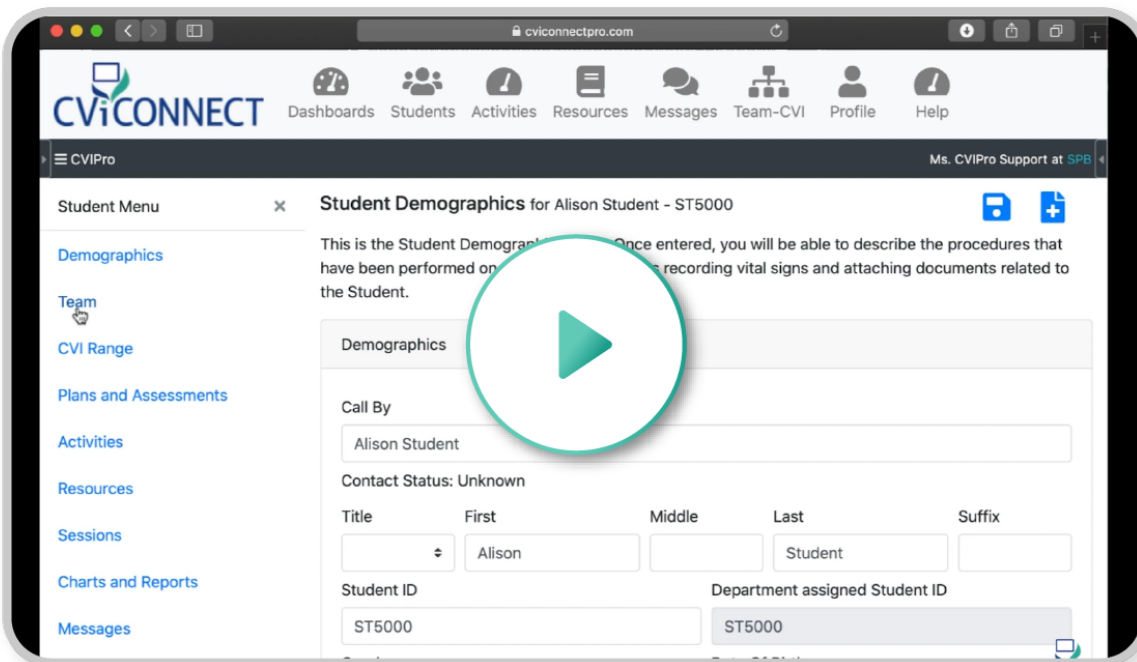 cviconnectpro.com
CViCONNECT
Dashboards Students Activities Resources Messages Team-CVI Profile Help
CVIPro
Ms. CVIPro Support at SPB
Student Menu
Student Demographics for Alison Student - ST5000
Demographics
Team
CVI Range
Plans and Assessments
Activities
Resources
Sessions
Charts and Reports
Messages
This is the Student Once entered, you will be able to describe the procedures that
have been performed on recording vital signs and attaching documents related to
the Student.
Demographics
Call By
Alison Student
Contact Status: Unknown
Title First Middle Last Suffix
Alison Student
Student ID Department assigned Student ID
ST5000 ST5000